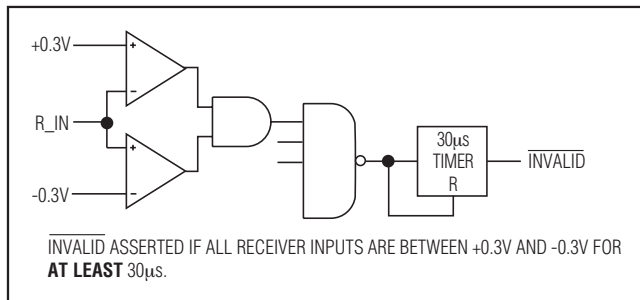 +0.3V
R_IN
-0.3V
30μs
TIMER
R
INVALID
+
-
+
-
INVALID ASSERTED IF ALL RECEIVER INPUTS ARE BETWEEN +0.3V AND -0.3V FOR
AT LEAST 30μs.